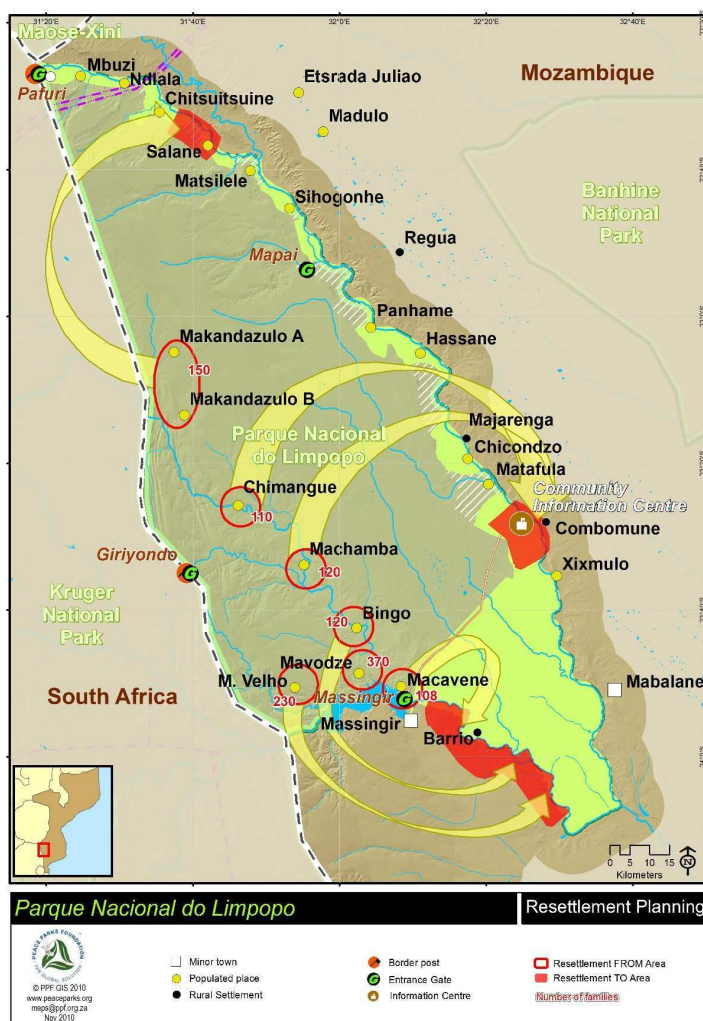 31°20' 31°40' 32°0' 32°20' 32°40'
Maose-Xini
Mbuzi
Ndlala
Pafuri
Etsrada Juliao
Mozambique
Chitsuitsuine
Madulo
Salane
Matsilele
22°40'
Sihogonhe
Banhine
National
Park
Regua
Mapai
Panhame
23°0'
Hassane
Makandazulo A
150
Makandazulo B
Majarenga
Parque Nacional
do Limpopo
Chicondzo
Matafula
Chimangue
110
Community
Information Centre
Combomune
Machamba
120
Giriyondo
Xixmulo
Kruger
National
Park
Bingo
120
Mavodze
370
M. Velho
230
Macavene
108
Massingir
Mabalane
South Africa
Massingir
Barrio
24°0'
0 5 10 15
Kilometers
N
Parque Nacional do Limpopo
Resettlement Planning
PEACE PARKS FOUNDATION
THE GLOBAL SOLUTION
© PPF GIS 2010
www.peaceparks.org
maps@ppf.org.za
Nov 2010
Minor town
Populated place
Rural Settlement
Border post
G Entrance Gate
Information Centre
Resettlement FROM Area
Resettlement TO Area
Number of families